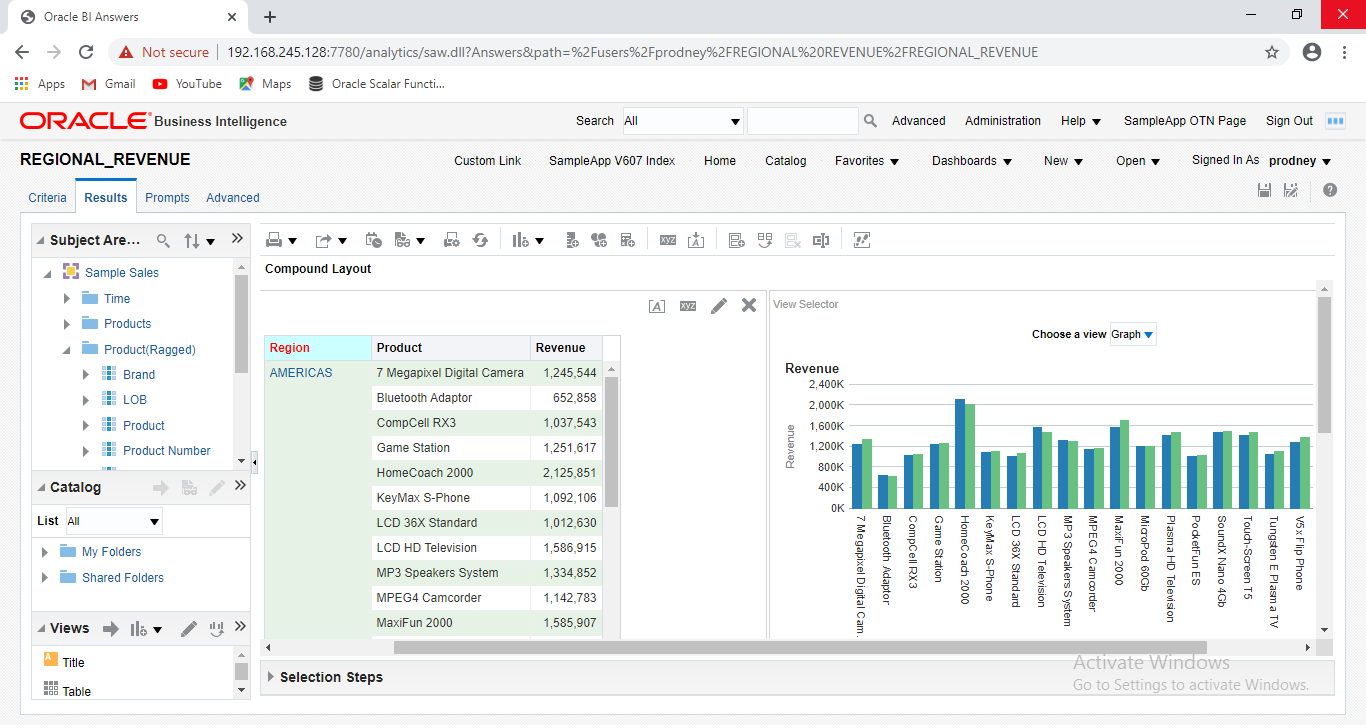 Oracle BI Answers
Not secure | 192.168.245.128:7780/analytics/saw.dll?Answers&path=%2Fusers%2Fprodney%2FREGIONAL%20REVENUE%2FREGIONAL_REVENUE
Apps Gmail YouTube Maps Oracle Scalar Functi...
ORACLE Business Intelligence
Search All Advanced Administration Help SampleApp OTN Page Sign Out
REGIONAL_REVENUE
Custom Link SampleApp V607 Index Home Catalog Favorites Dashboards New Open Signed In As prodney
Criteria Results Prompts Advanced
Subject Are...
Sample Sales
Time
Products
Product(Ragged)
Brand
LOB
Product
Product Number
Catalog
List All
My Folders
Shared Folders
Views
Title
Table
Compound Layout
Region Product Revenue
AMERICAS 7 Megapixel Digital Camera 1,245,544
Bluetooth Adaptor 652,858
CompCell RX3 1,037,543
Game Station 1,251,617
HomeCoach 2000 2,125,851
KeyMax S-Phone 1,092,106
LCD 36X Standard 1,012,630
LCD HD Television 1,586,915
MP3 Speakers System 1,334,852
MPEG4 Camcorder 1,142,783
MaxiFun 2000 1,585,907
View Selector
Choose a view Graph
Revenue
2,400K
2,000K
1,600K
1,200K
800K
400K
0K
Revenue
7 Megapixel Digital Cam.
Bluetooth Adaptor
CompCell RX3
Game Station
HomeCoach 2000
KeyMax S-Phone
LCD 36X Standard
LCD HD Television
MP3 Speakers System
MPEG4 Camcorder
MaxiFun 2000
MicroPod 60Gb
Plasma HD Television
PocketFun ES
SoundX Nano 4Gb
Touch-Screen T5
Tungsten E Plasma TV
V5x Flip Phone
Selection Steps
Activate Windows
Go to Settings to activate Windows.